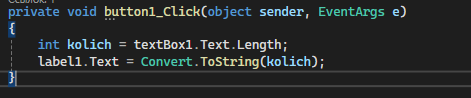 private void button1_Click(object sender, EventArgs e)
{
int kolich = textBox1.Text.Length;
label1.Text = Convert.ToString(kolich);
}